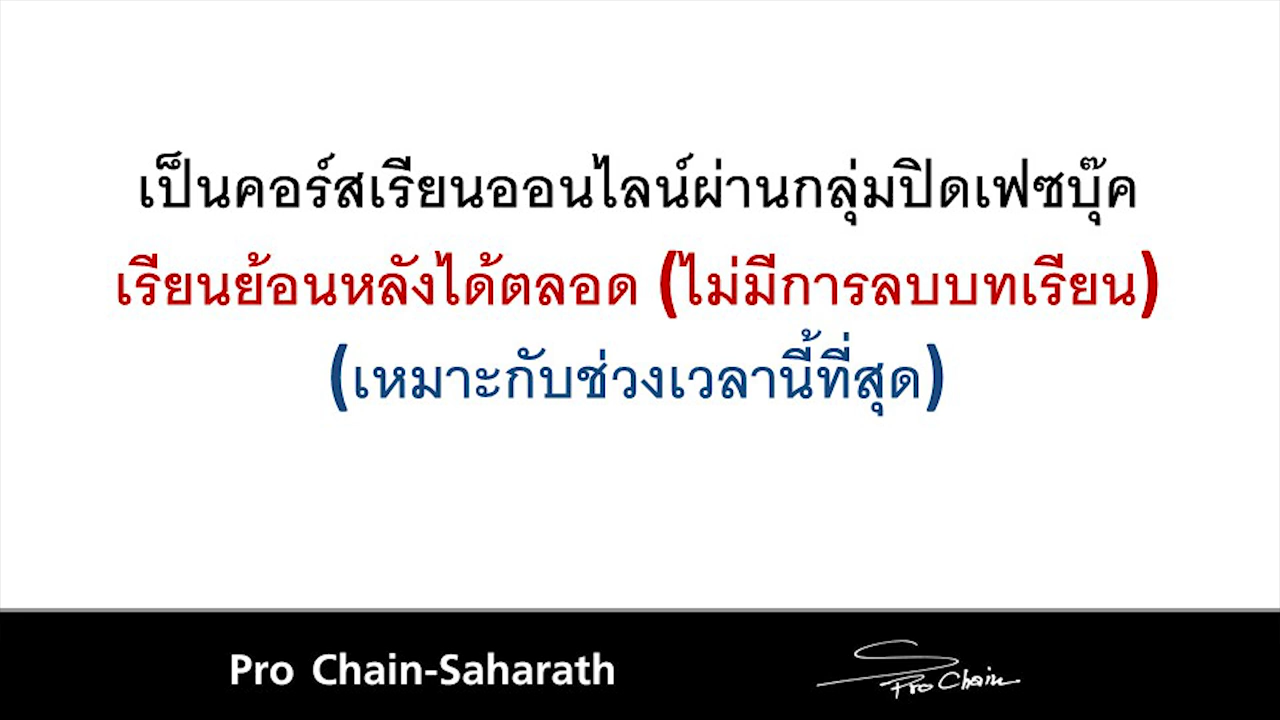 เป็นคอร์สเรียนออนไลน์ผ่านกลุ่มปิดเฟซบุ๊ค
เรียนย้อนหลังได้ตลอด (ไม่มีการลบบทเรียน)
(เหมาะกับช่วงเวลานี้ที่สุด)
Pro Chain-Saharath
Pro Chain